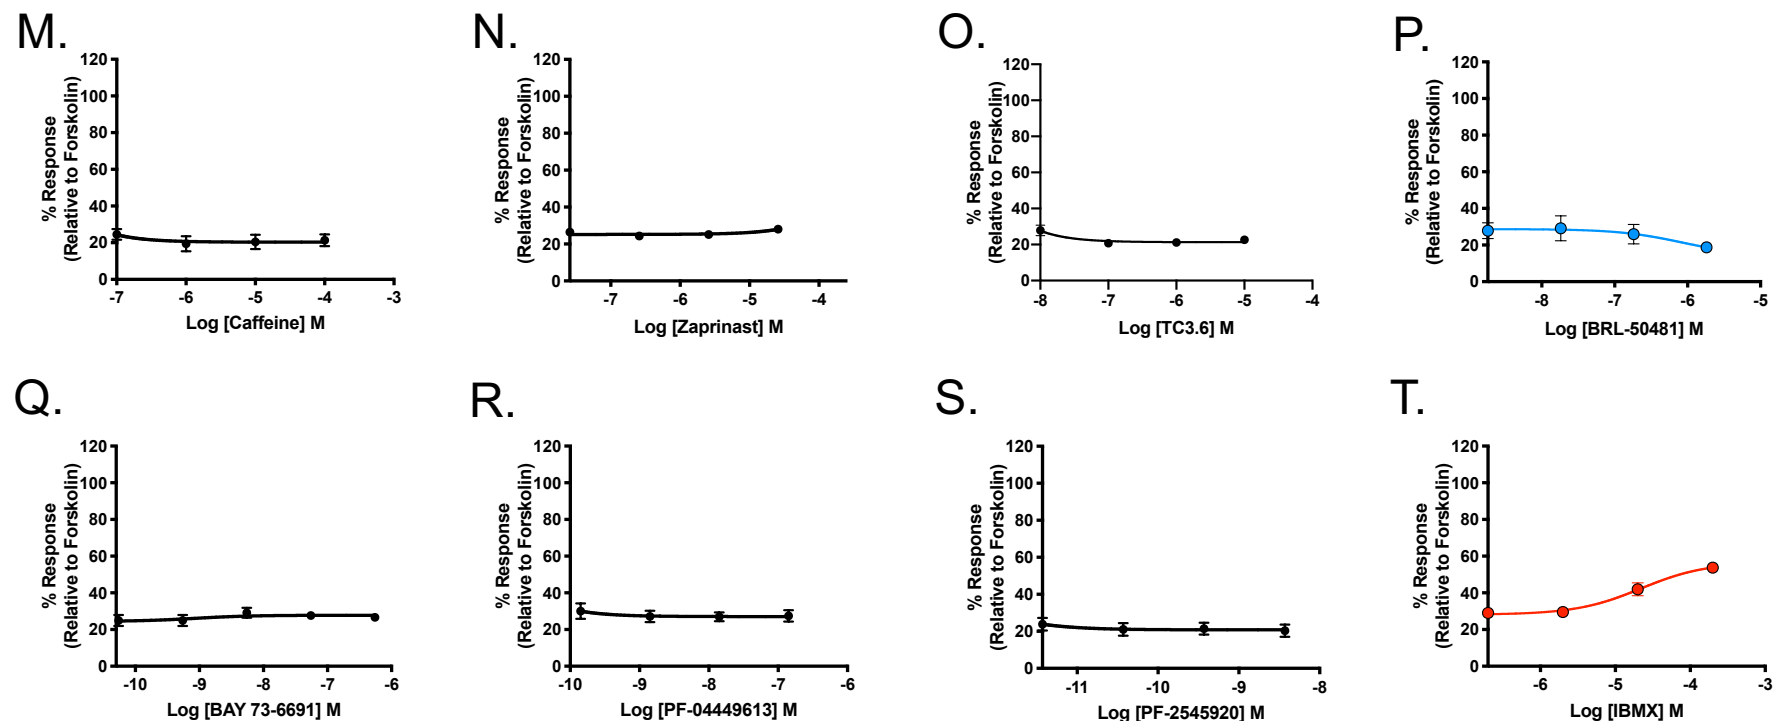 M.
% Response
(Relative to Forskolin)
120
100
80
60
40
20
0
-7 -6 -5 -4 -3
Log [Caffeine] M
N.
% Response
(Relative to Forskolin)
120
100
80
60
40
20
0
-7 -6 -5 -4
Log [Zaprinast] M
O.
% Response
(Relative to Forskolin)
120
100
80
60
40
20
0
-8 -7 -6 -5 -4
Log [TC3.6] M
P.
% Response
(Relative to Forskolin)
120
100
80
60
40
20
0
-8 -7 -6 -5
Log [BRL-50481] M
Q.
% Response
(Relative to Forskolin)
120
100
80
60
40
20
0
-10 -9 -8 -7 -6
Log [BAY 73-6691] M
R.
% Response
(Relative to Forskolin)
120
100
80
60
40
20
0
-10 -9 -8 -7 -6
Log [PF-04449613] M
S.
% Response
(Relative to Forskolin)
120
100
80
60
40
20
0
-11 -10 -9 -8
Log [PF-2545920] M
T.
% Response
(Relative to Forskolin)
120
100
80
60
40
20
0
-6 -5 -4 -3
Log [IBMX] M